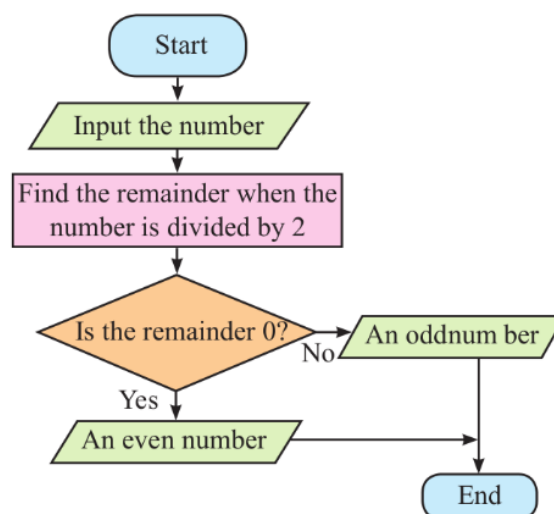 Start
Input the number
Find the remainder when the
number is divided by 2
Is the remainder 0?
No
An oddnum ber
Yes
An even number
End